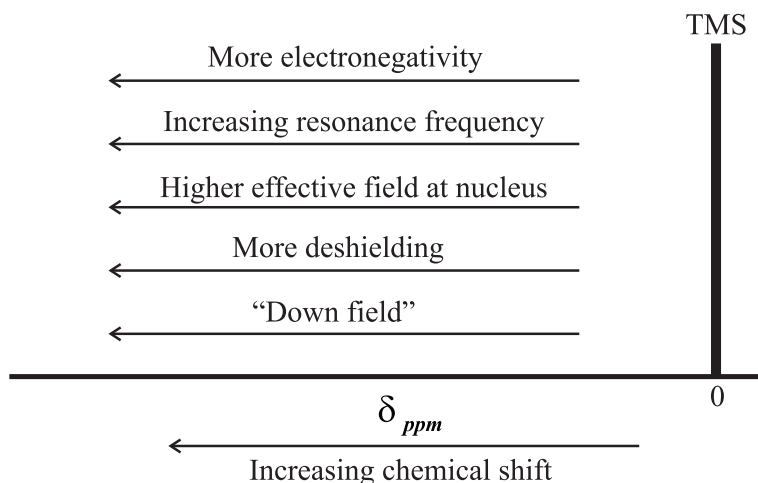 TMS
More electronegativity
Increasing resonance frequency
Higher effective field at nucleus
More deshielding
“Down field”
0
δ ppm
Increasing chemical shift